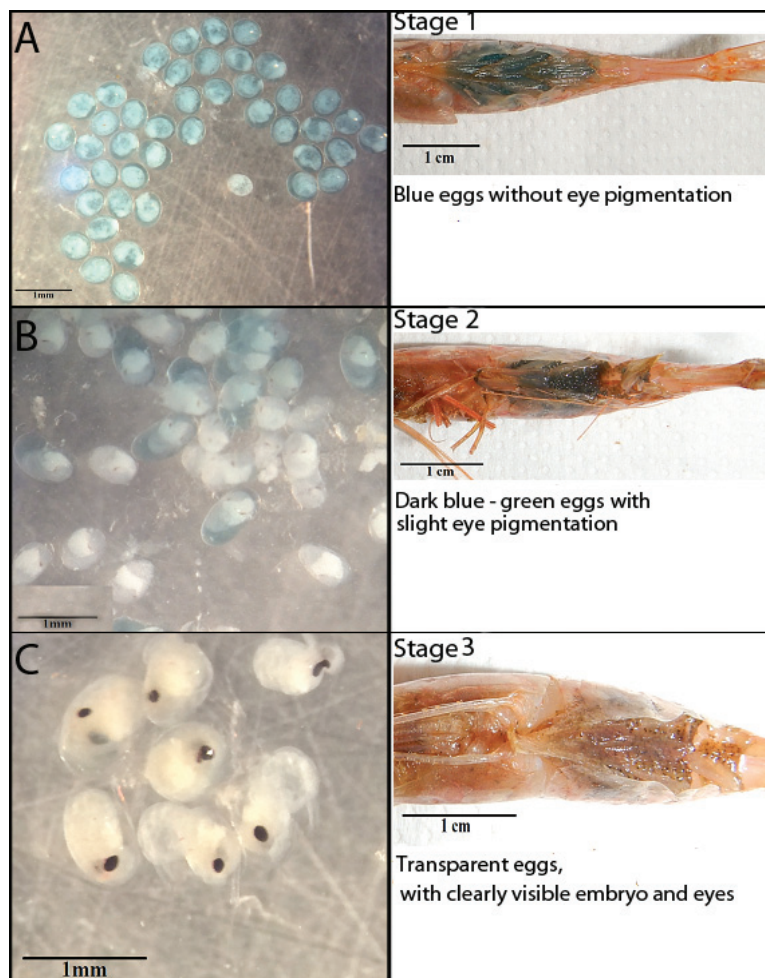 A
Stage 1
1 cm
Blue eggs without eye pigmentation
1mm
B
Stage 2
1 cm
Dark blue - green eggs with
slight eye pigmentation
1mm
C
Stage 3
1 cm
Transparent eggs,
with clearly visible embryo and eyes
1mm